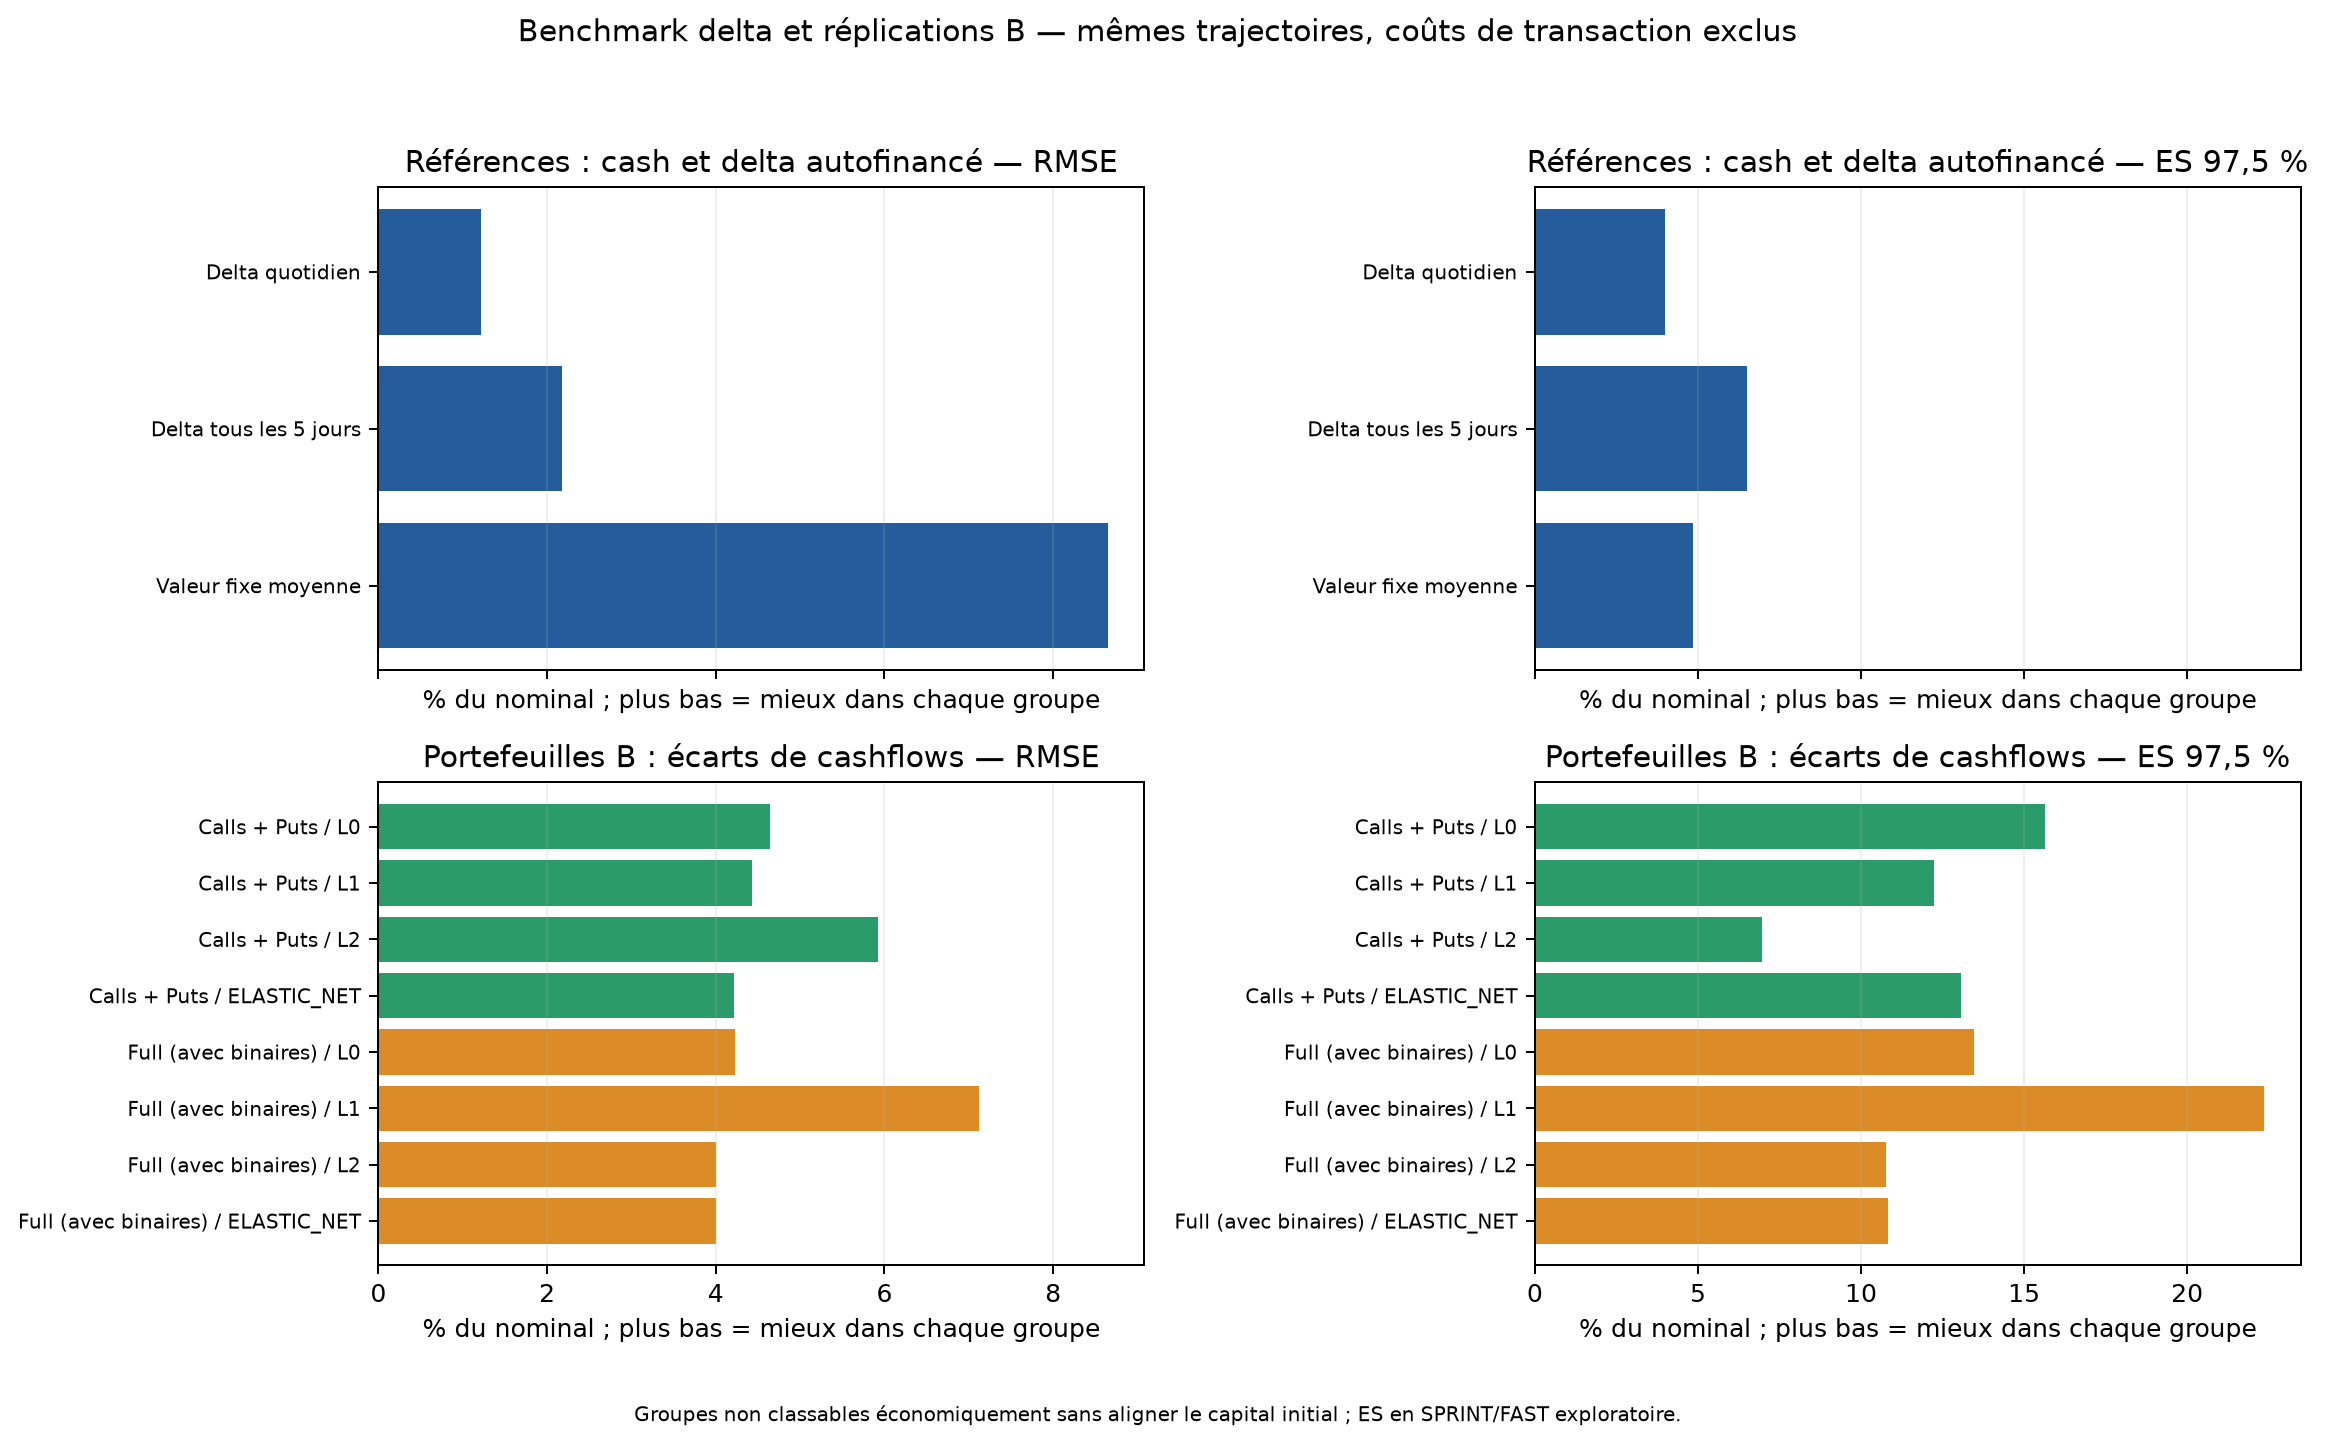 Benchmark delta et réplications B — mêmes trajectoires, coûts de transaction exclus
Références : cash et delta autofinancé — RMSE
Delta quotidien
Delta tous les 5 jours
Valeur fixe moyenne
% du nominal ; plus bas = mieux dans chaque groupe
Références : cash et delta autofinancé — ES 97,5 %
Delta quotidien
Delta tous les 5 jours
Valeur fixe moyenne
% du nominal ; plus bas = mieux dans chaque groupe
Portefeuilles B : écarts de cashflows — RMSE
Calls + Puts / L0
Calls + Puts / L1
Calls + Puts / L2
Calls + Puts / ELASTIC_NET
Full (avec binaires) / L0
Full (avec binaires) / L1
Full (avec binaires) / L2
Full (avec binaires) / ELASTIC_NET
0 2 4 6 8
% du nominal ; plus bas = mieux dans chaque groupe
Portefeuilles B : écarts de cashflows — ES 97,5 %
Calls + Puts / L0
Calls + Puts / L1
Calls + Puts / L2
Calls + Puts / ELASTIC_NET
Full (avec binaires) / L0
Full (avec binaires) / L1
Full (avec binaires) / L2
Full (avec binaires) / ELASTIC_NET
0 5 10 15 20
% du nominal ; plus bas = mieux dans chaque groupe
Groupes non classables économiquement sans aligner le capital initial ; ES en SPRINT/FAST exploratoire.